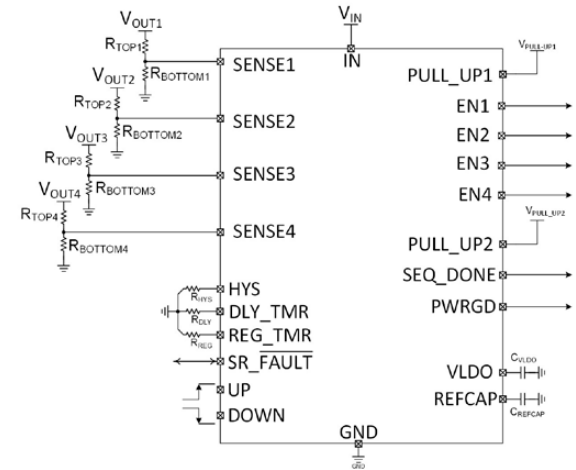 VIN
VOUT1
RTOP1
RBOTTOM1
VOUT2
RTOP2
RBOTTOM2
VOUT3
RTOP3
RBOTTOM3
VOUT4
RTOP4
RBOTTOM4
IN
SENSE1
SENSE2
SENSE3
SENSE4
HYS
RHYS
DLY_TMR
RDLY
REG_TMR
RREG
SR_FAULT
UP
DOWN
GND
GND
VPULL-UP1
PULL_UP1
EN1
EN2
EN3
EN4
VPULL_UP2
PULL_UP2
SEQ_DONE
PWRGD
VLDO
CVLDO
REFCAP
CREFCAP